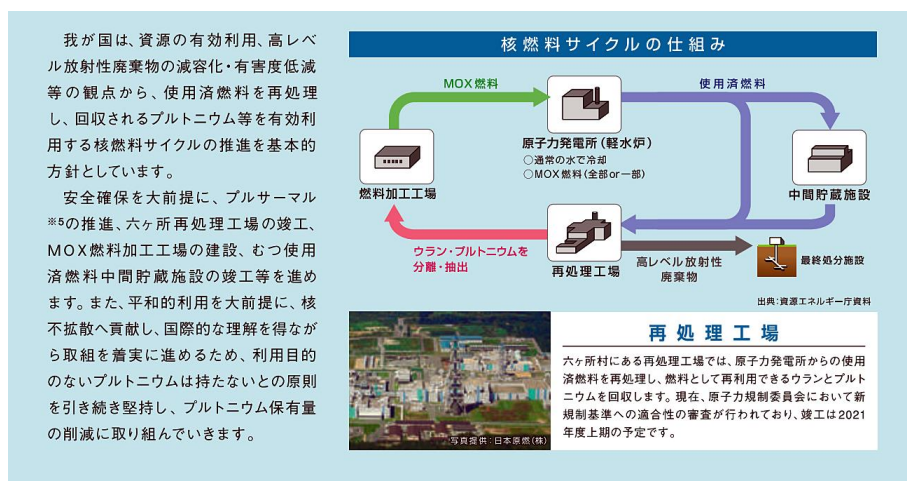 我が国は、資源の有効利用、高レベ
ル放射性廃棄物の減容化・有害度低減
等の観点から、使用済燃料を再処理
し、回収されるプルトニウム等を有効利
用する核燃料サイクルの推進を基本的
方針としています。
安全確保を大前提に、プルサーマル
※5の推進、六ヶ所再処理工場の竣工、
MOX燃料加工工場の建設、むつ使用
済燃料中間貯蔵施設の竣工等を進め
ます。また、平和的利用を大前提に、核
不拡散へ貢献し、国際的な理解を得なが
ら取組を着実に進めるため、利用目的
のないプルトニウムは持たないとの原則
を引き続き堅持し、プルトニウム保有量
の削減に取り組んでいきます。
核燃料サイクルの仕組み
MOX燃料
使用済燃料
原子力発電所(軽水炉)
○通常の水で冷却
○MOX燃料(全部or一部)
燃料加工工場
中間貯蔵施設
ウラン・プルトニウムを
分離・抽出
再処理工場
高レベル放射性
廃棄物
最終処分施設
出典:資源エネルギー庁資料
写真提供:日本原燃(株)
再処理工場
六ヶ所村にある再処理工場では、原子力発電所からの使用
済燃料を再処理し、燃料として再利用できるウランとプルト
ニウムを回収します。現在、原子力規制委員会において新
規制基準への適合性の審査が行われており、竣工は2021
年度上期の予定です。